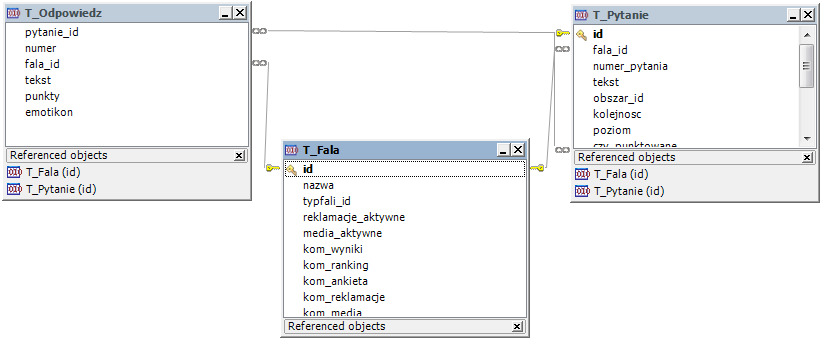 T_Odpowiedz
pytanie_id
numer
fala_id
tekst
punkty
emotikon
Referenced objects
T_Fala (id)
T_Pytanie (id)
T_Pytanie
id
fala_id
numer_pytania
tekst
obszar_id
kolejnosc
poziom
czy_punktowane
Referenced objects
T_Fala (id)
T_Pytanie (id)
T_Fala
id
nazwa
typfali_id
reklamacje_aktywne
media_aktywne
kom_wyniki
kom_ranking
kom_ankieta
kom_reklamacje
kom_media
Referenced objects